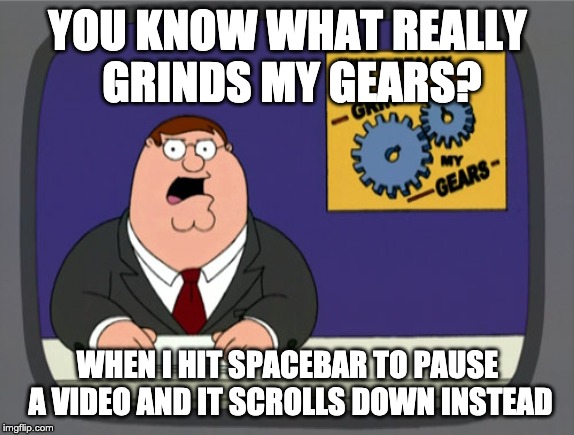 YOU KNOW WHAT REALLY
GRINDS MY GEARS?
MY
GEARS
WHEN I HIT SPACEBAR TO PAUSE
A VIDEO AND IT SCROLLS DOWN INSTEAD
imgflip.com